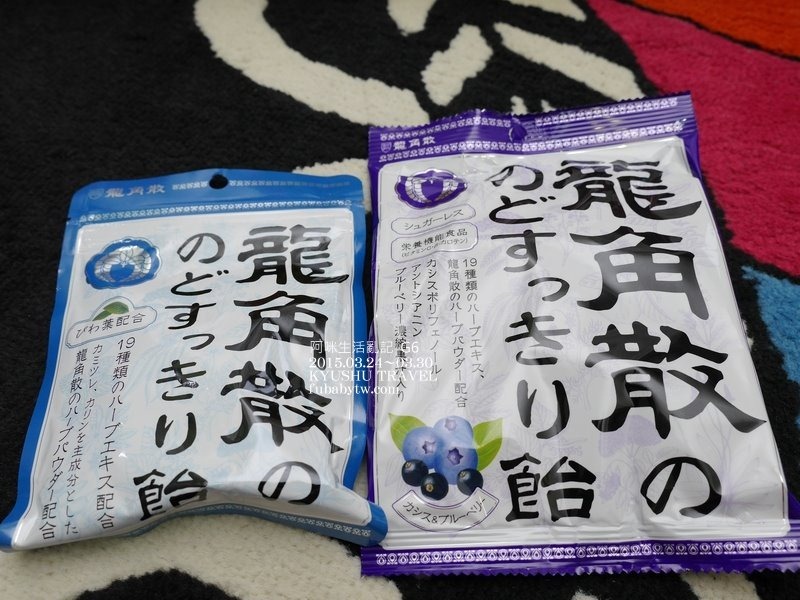 龍角散
龍角散の
のどすっきり飴
びわ葉配合
19種類のハーブエキス配合
カミツレ、カリンを主成分とした
龍角散のハーブパウダー配合
龍角散
龍角散の
のどすっきり飴
シュガーレス
栄養機能食品
19種類のハーブエキス、
龍角散のハーブパウダー配合
カシスポリフェノール
アントシアニン
ブルーベリー濃縮
カシス&ブルーベリー
阿咪生活亂記
2015.03.24~03.30
KYUSHU TRAVEL
fubabytw.com